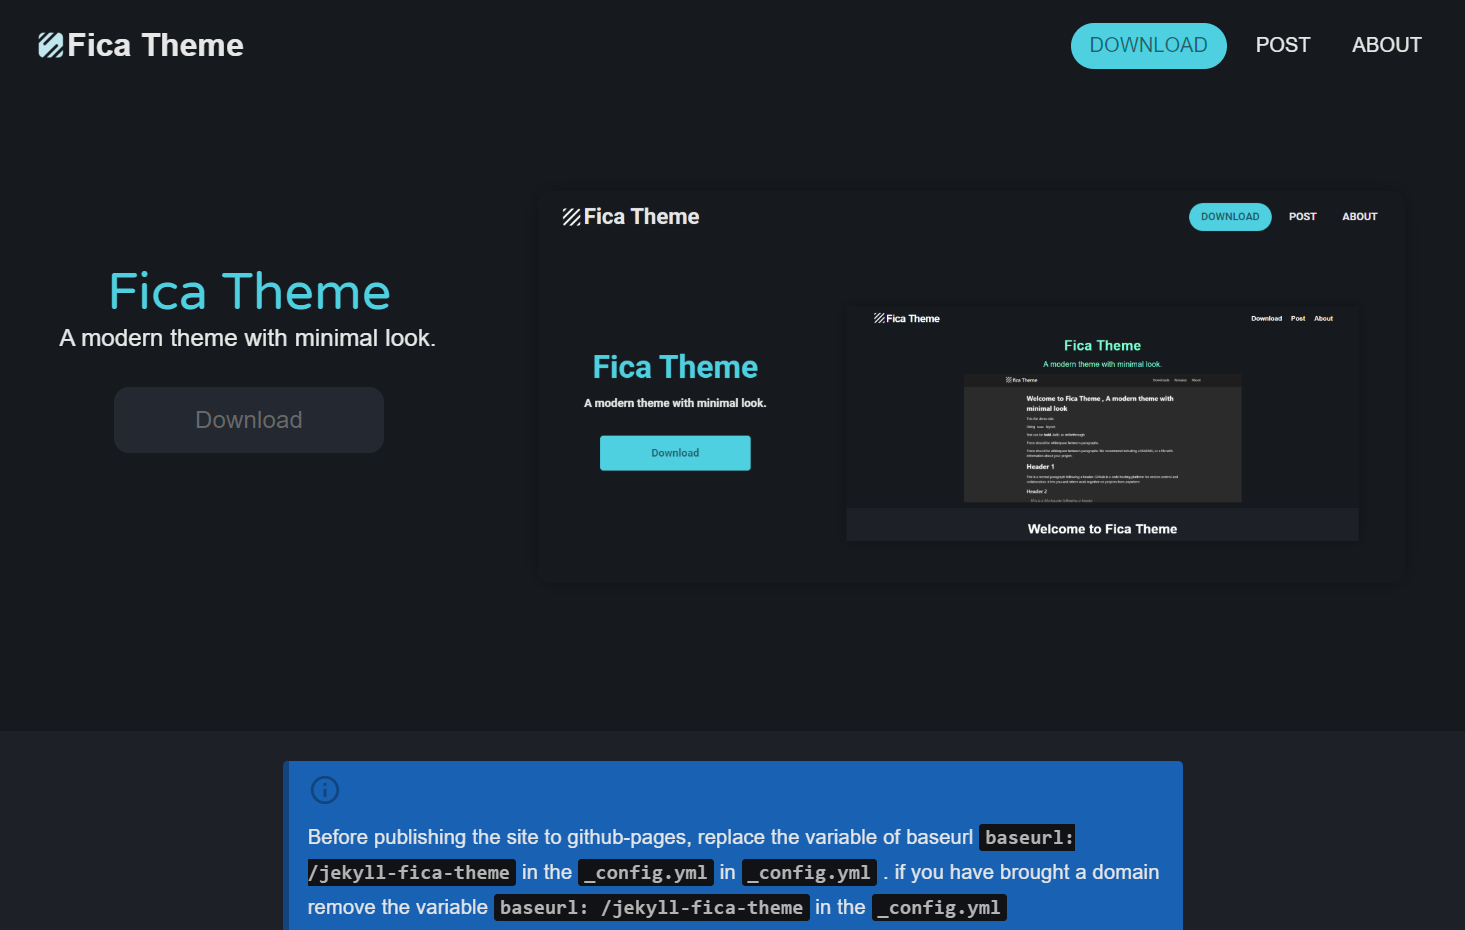 Fica Theme
DOWNLOAD POST ABOUT
Fica Theme
A modern theme with minimal look.
Download
Fica Theme
DOWNLOAD POST ABOUT
Fica Theme
A modern theme with minimal look.
Download
Fica Theme
Download Post About
Fica Theme
A modern theme with minimal look.
Fica Theme
Welcome to Fica Theme , A modern theme with
minimal look
Header 1
Header 2
Welcome to Fica Theme
Before publishing the site to github-pages, replace the variable of baseurl baseurl:
/jekyll-fica-theme in the _config.yml in _config.yml . if you have brought a domain
remove the variable baseurl: /jekyll-fica-theme in the _config.yml